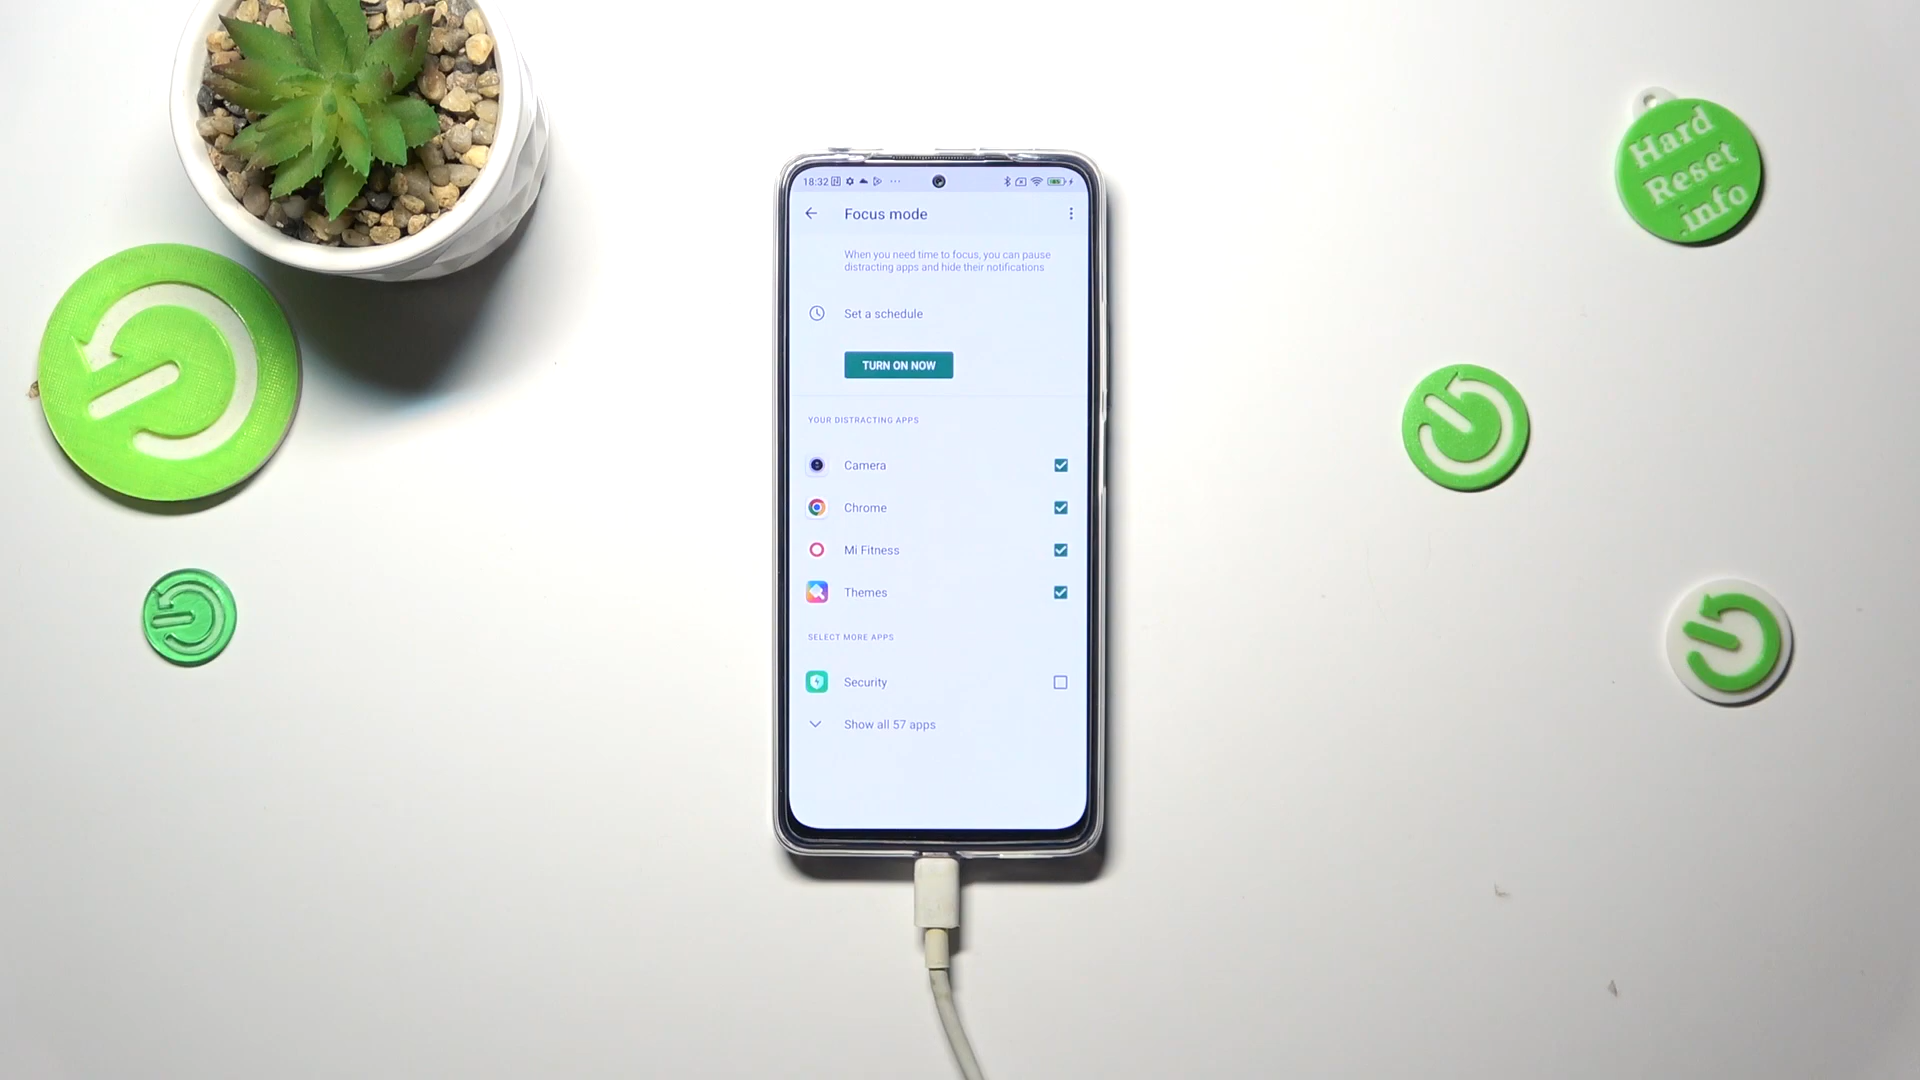 Hard
Reset
.info
18:32
Focus mode
When you need time to focus, you can pause
distracting apps and hide their notifications
Set a schedule
TURN ON NOW
YOUR DISTRACTING APPS
Camera
Chrome
Mi Fitness
Themes
SELECT MORE APPS
Security
Show all 57 apps